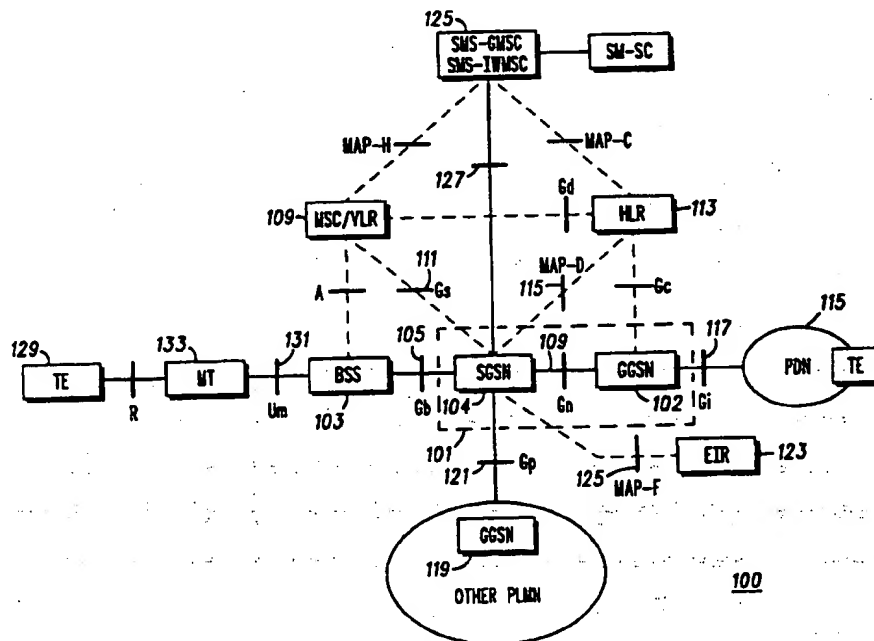 125
SMS-GMSC
SMS-IWMSC
SM-SC
MAP-H
MAP-C
127
Gd
109
MSC/VLR
HLR
113
111
MAP-D
115
A
Gs
115
Gc
117
129
133
131
105
109
TE
MT
BSS
SGSN
GGSN
PDN
TE
R
Um
103
Gb
104
Gn
102
Gi
101
121
Gp
125
EIR
123
MAP-F
GGSN
119
OTHER PLMN
100